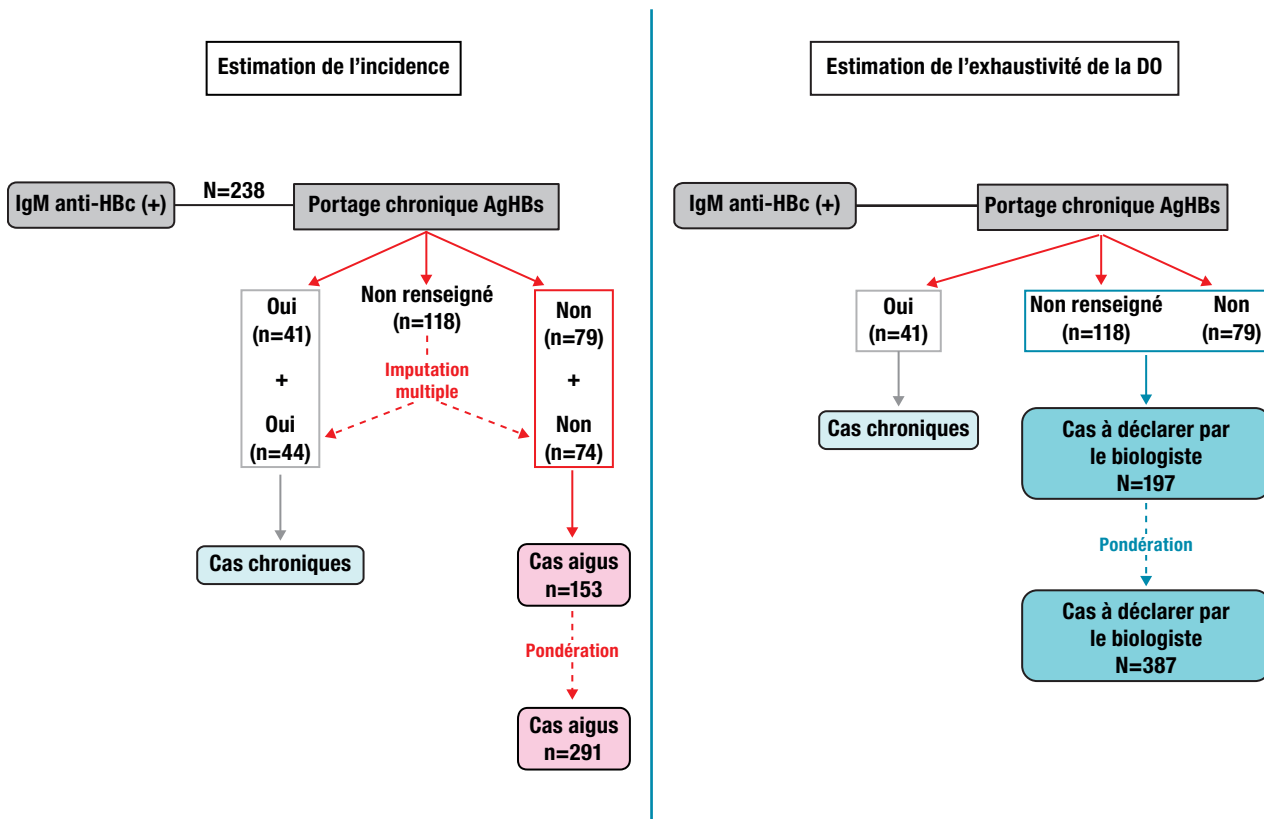 Estimation de l'incidence
IgM anti-HBc (+)
N=238
Portage chronique AgHBs
Oui
(n=41)
+
Oui
(n=44)
Non renseigné
(n=118)
Imputation
multiple
Non
(n=79)
+
Non
(n=74)
Cas chroniques
Cas aigus
n=153
Pondération
Cas aigus
n=291
Estimation de l'exhaustivité de la DO
IgM anti-HBc (+)
Portage chronique AgHBs
Oui
(n=41)
Non renseigné
(n=118)
Non
(n=79)
Cas chroniques
Cas à déclarer par
le biologiste
N=197
Pondération
Cas à déclarer par
le biologiste
N=387